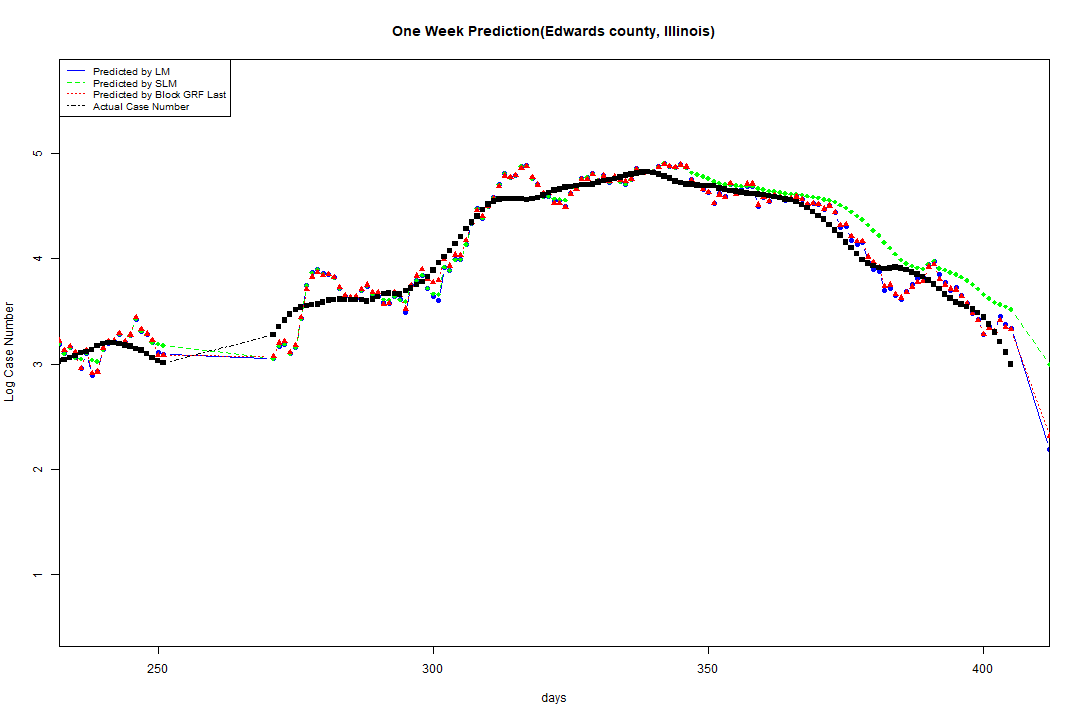 One Week Prediction(Edwards county, Illinois)
Predicted by LM
Predicted by SLM
Predicted by Block GRF Last
Actual Case Number
Log Case Number
5
4
3
2
1
250
300
350
400
days